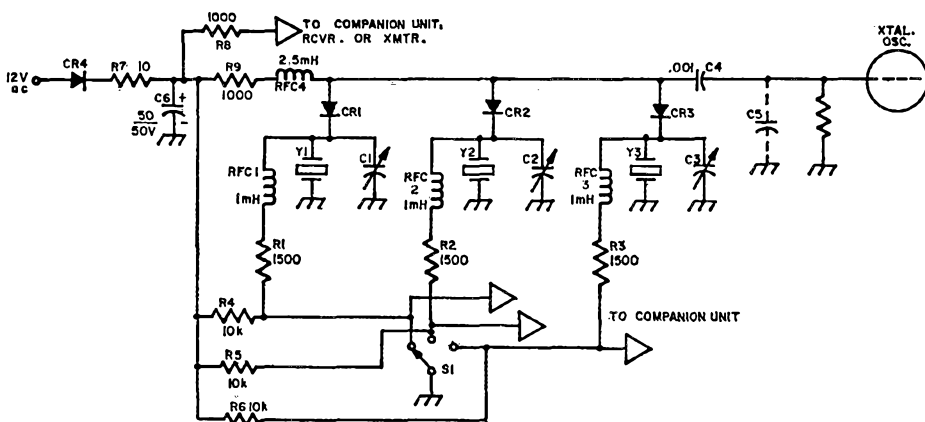 1000
R8
TO COMPANION UNIT,
RCVR. OR XMTR.
XTAL.
OSC.
12V
ac
CR4
R7 10
R9
1000
2.5mH
RFC4
.001 C4
C6 +
50
50V
-
CR1
CR2
CR3
C5
Y1
C1
Y2
C2
Y3
C3
RFC1
1mH
RFC
2
1mH
RFC
3
1mH
R1
1500
R2
1500
R3
1500
R4
10k
TO COMPANION UNIT
R5
10k
S1
R6 10k